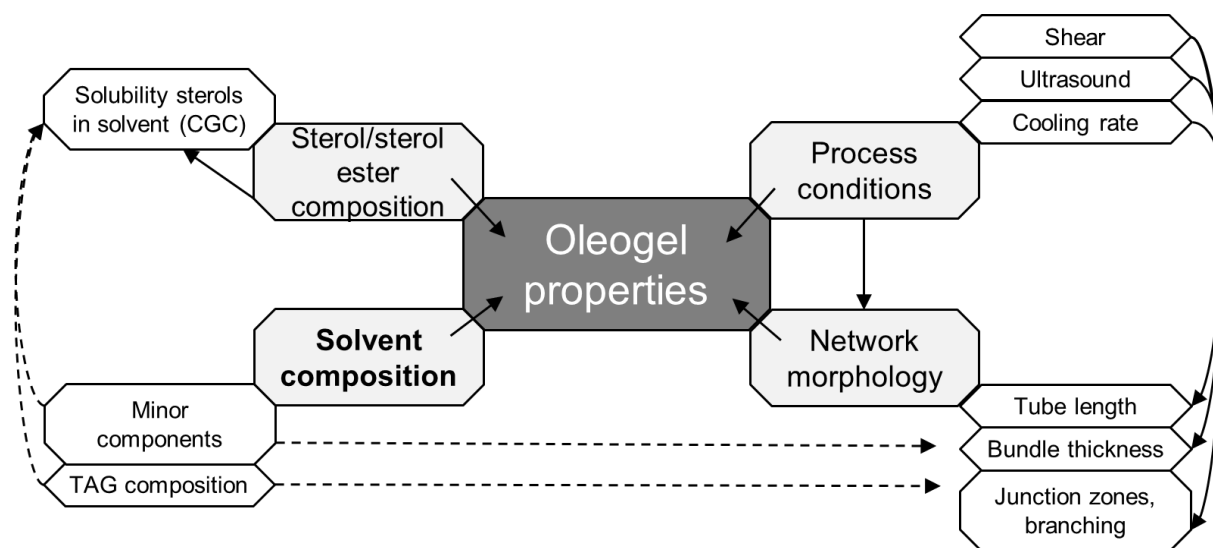 Shear
Ultrasound
Cooling rate
Solubility sterols
in solvent (CGC)
Sterol/sterol
ester
composition
Process
conditions
Oleogel
properties
Solvent
composition
Network
morphology
Minor
components
TAG composition
Tube length
Bundle thickness
Junction zones,
branching